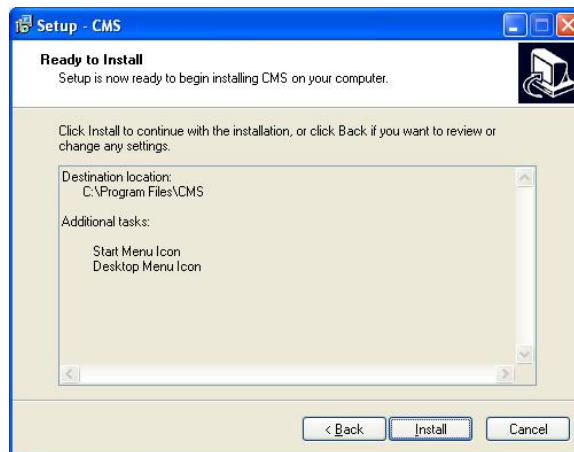 Setup - CMS
Ready to Install
Setup is now ready to begin installing CMS on your computer.
Click Install to continue with the installation, or click Back if you want to review or
change any settings.
Destination location:
C:\Program Files\CMS
Additional tasks:
Start Menu Icon
Desktop Menu Icon
< Back
Install
Cancel